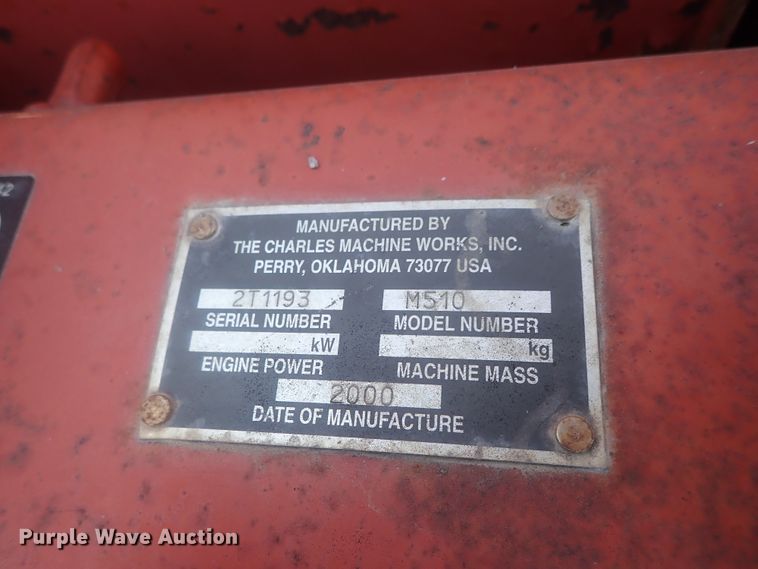 MANUFACTURED BY
THE CHARLES MACHINE WORKS, INC.
PERRY, OKLAHOMA 73077 USA
2T1193 M510
SERIAL NUMBER MODEL NUMBER
kW kg
ENGINE POWER MACHINE MASS
2000
DATE OF MANUFACTURE
Purple Wave Auction®